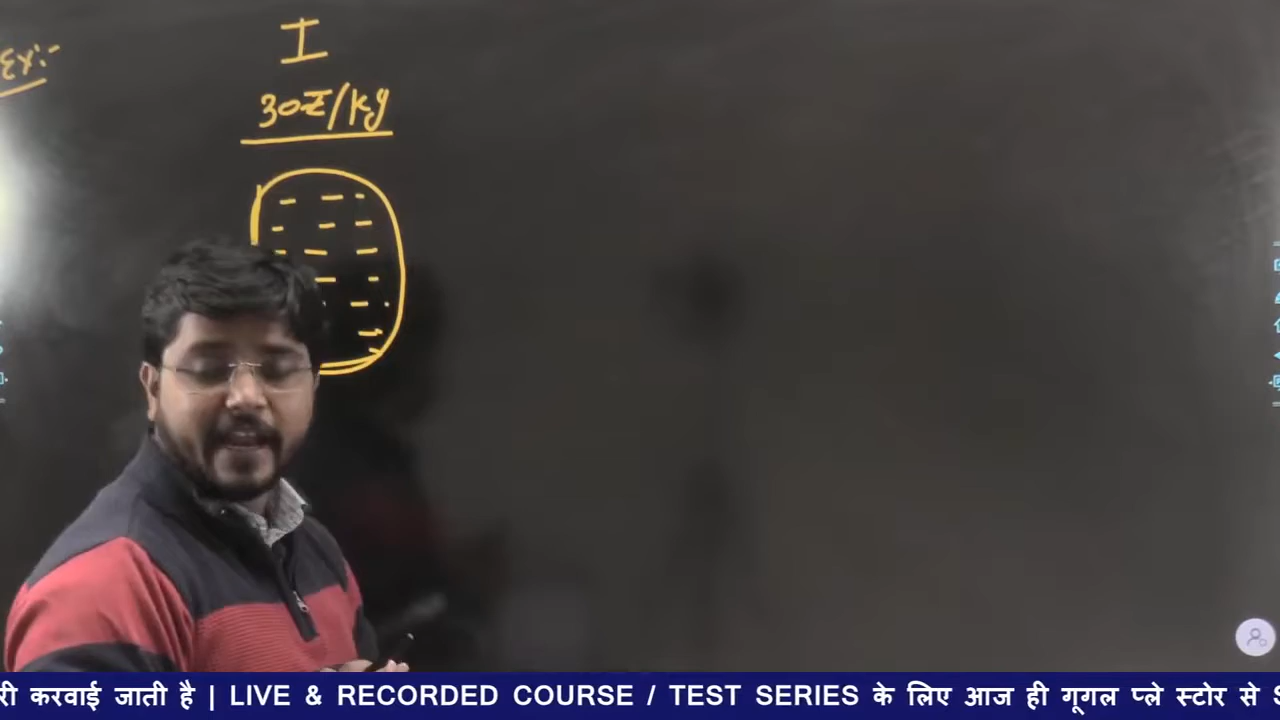 Ex:-
I
30₹/kg
री करवाई जाती है | LIVE & RECORDED COURSE / TEST SERIES के लिए आज ही गूगल प्ले स्टोर से S